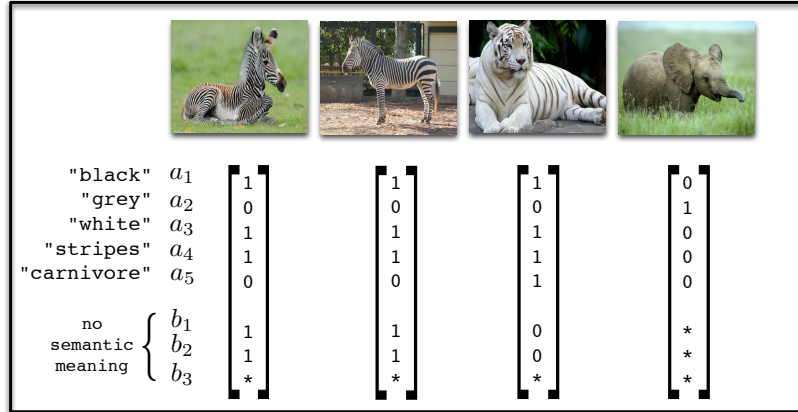 "black" a1 1 1 1 0
"grey" a2 0 0 0 1
"white" a3 1 1 1 0
"stripes" a4 1 1 1 0
"carnivore" a5 0 0 1 0
no semantic meaning { b1 1 1 0 *
b2 1 1 0 *
b3 * * * *